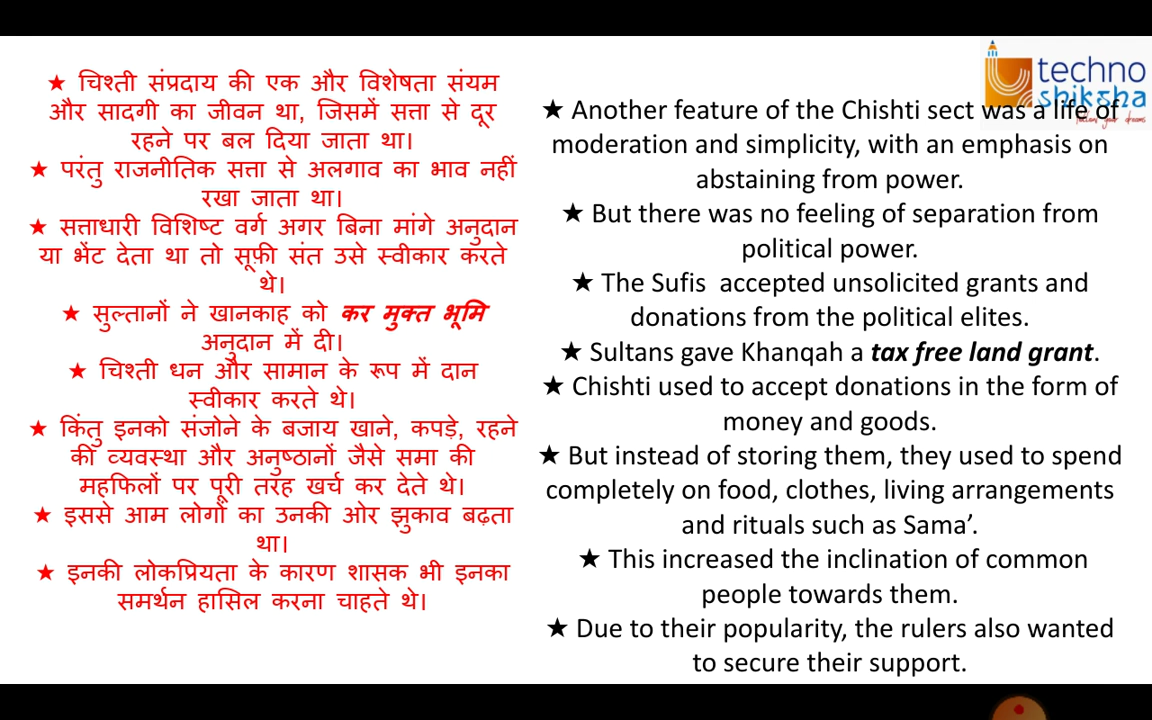 ★ चिश्ती संप्रदाय की एक और विशेषता संयम
और सादगी का जीवन था, जिसमें सत्ता से दूर
रहने पर बल दिया जाता था।
★ परंतु राजनीतिक सत्ता से अलगाव का भाव नहीं
रखा जाता था।
★ सत्ताधारी विशिष्ट वर्ग अगर बिना मांगे अनुदान
या भेंट देता था तो सूफ़ी संत उसे स्वीकार करते
थे।
★ सुल्तानों ने खानकाह को कर मुक्त भूमि
अनुदान में दी।
★ चिश्ती धन और सामान के रूप में दान
स्वीकार करते थे।
★ किंतु इनको संजोने के बजाय खाने, कपड़े, रहने
की व्यवस्था और अनुष्ठानों जैसे समा की
महफिलों पर पूरी तरह खर्च कर देते थे।
★ इससे आम लोगों का उनकी ओर झुकाव बढ़ता
था।
★ इनकी लोकप्रियता के कारण शासक भी इनका
समर्थन हासिल करना चाहते थे।
techno
shiksha
★ Another feature of the Chishti sect was a life of
moderation and simplicity, with an emphasis on
abstaining from power.
★ But there was no feeling of separation from
political power.
★ The Sufis accepted unsolicited grants and
donations from the political elites.
★ Sultans gave Khanqah a tax free land grant.
★ Chishti used to accept donations in the form of
money and goods.
★ But instead of storing them, they used to spend
completely on food, clothes, living arrangements
and rituals such as Sama’.
★ This increased the inclination of common
people towards them.
★ Due to their popularity, the rulers also wanted
to secure their support.